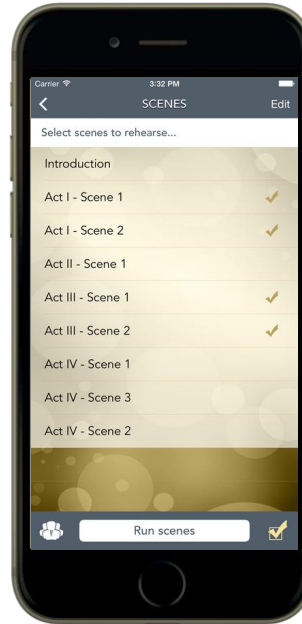 Carrier 3:32 PM
SCENES Edit
Select scenes to rehearse...
Introduction
Act I - Scene 1
Act I - Scene 2
Act II - Scene 1
Act III - Scene 1
Act III - Scene 2
Act IV - Scene 1
Act IV - Scene 3
Act IV - Scene 2
Run scenes